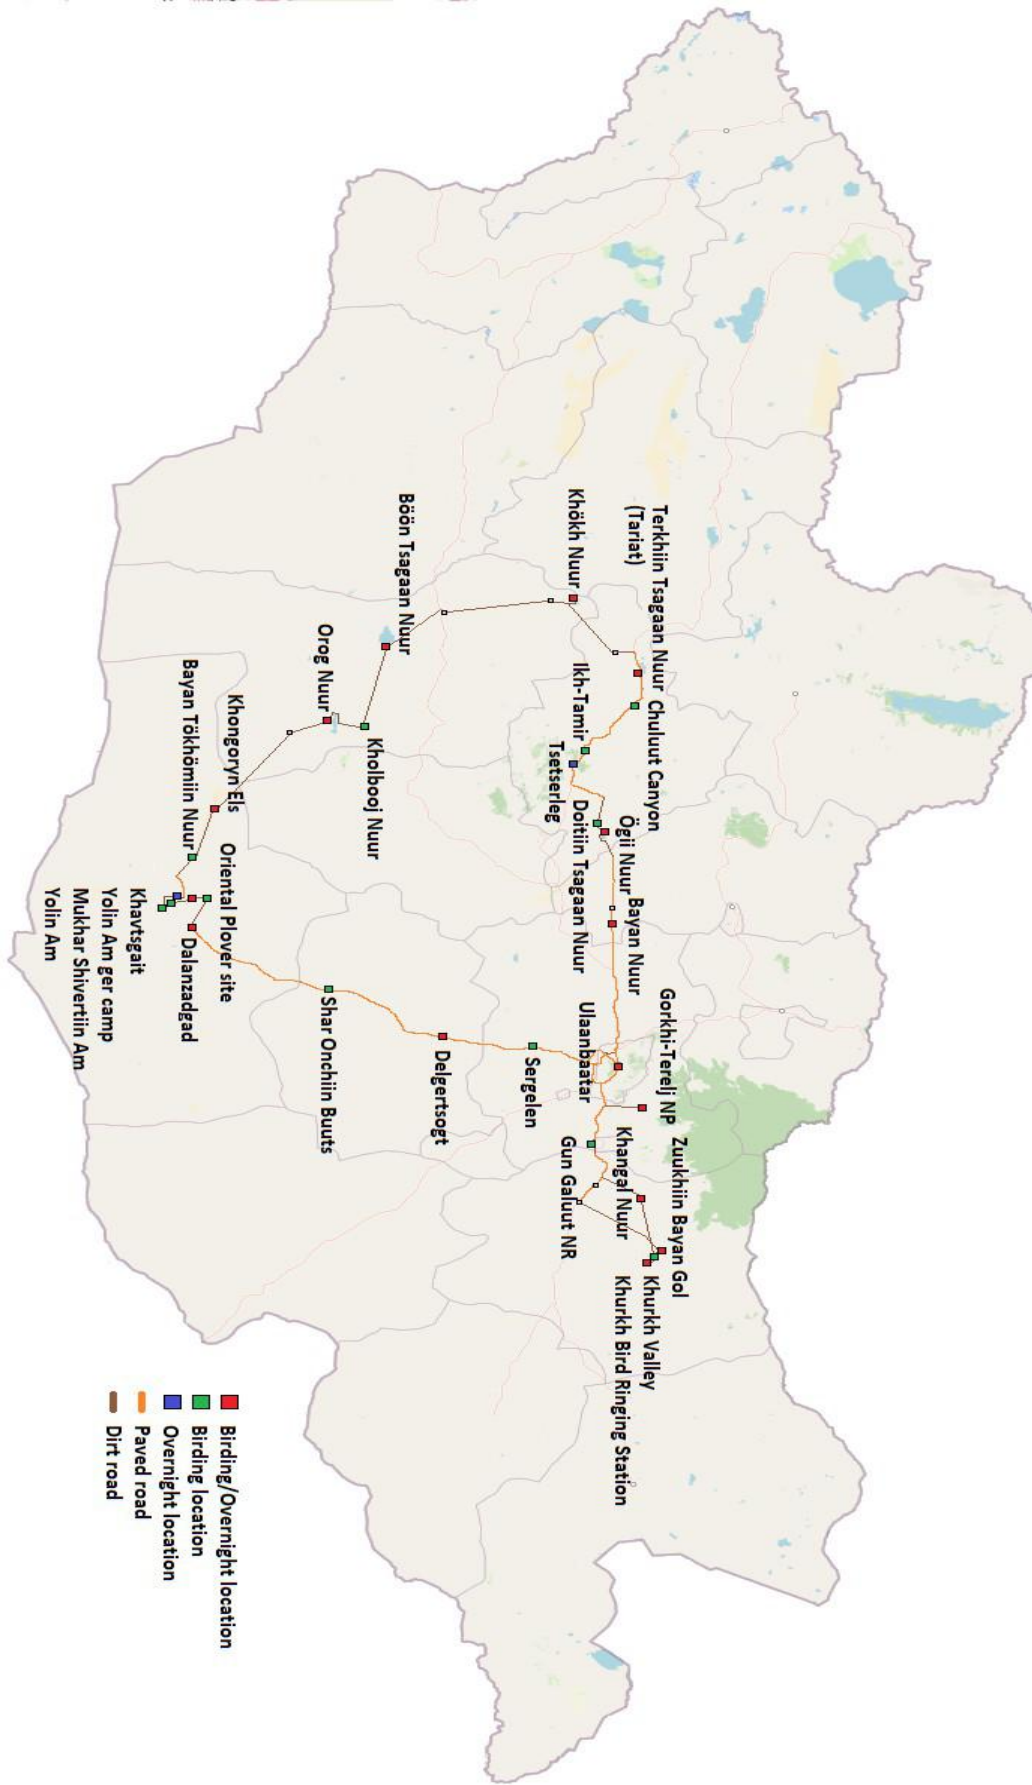 Terkhiin Tsagaan Nuur
(Tariat)
Chuluut Canyon
Khökh Nuur
Ikh-Tamir
Tsetserleg
Ögii Nuur
Doitiin Tsagaan Nuur
Bayan Nuur
Ulaanbaatar
Gorkhi-Terelj NP
Zuukhiin Bayan Gol
Khangal Nuur
Gun Galuut NR
Khurkh Valley
Khurkh Bird Ringing Station
Böön Tsagaan Nuur
Orog Nuur
Kholbooj Nuur
Khongoryn Els
Bayan Tökhömiin Nuur
Oriental Plover site
Dalanzadgad
Khavtsgait
Yolin Am ger camp
Mukhar Shivertiin Am
Yolin Am
Shar Onchiin Buuts
Delgertsogt
Sergelen
Birding/Overnight location
Birding location
Overnight location
Paved road
Dirt road